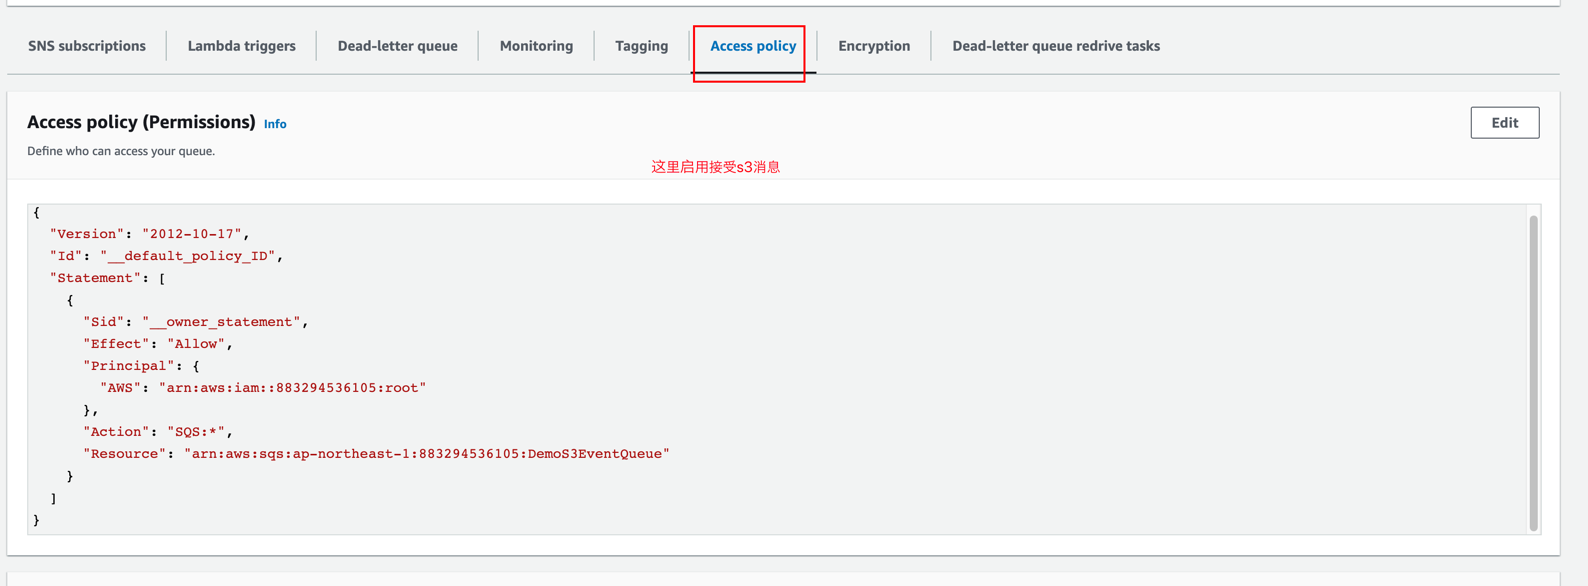 SNS subscriptions Lambda triggers Dead-letter queue Monitoring Tagging Access policy Encryption Dead-letter queue redrive tasks
Access policy (Permissions) Info Edit
Define who can access your queue.
这里启用接受s3消息
{
"Version": "2012-10-17",
"Id": "__default_policy_ID",
"Statement": [
{
"Sid": "__owner_statement",
"Effect": "Allow",
"Principal": {
"AWS": "arn:aws:iam::883294536105:root"
},
"Action": "SQS:*",
"Resource": "arn:aws:sqs:ap-northeast-1:883294536105:DemoS3EventQueue"
}
]
}